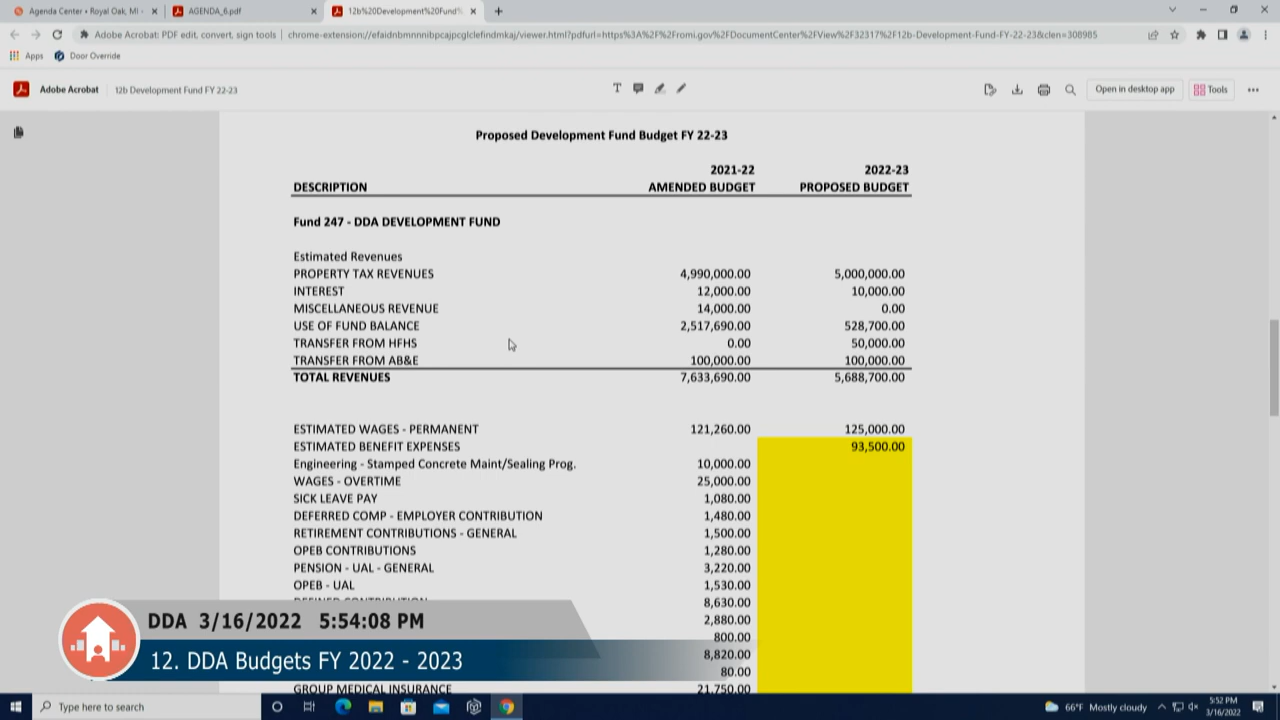 Agenda Center • Royal Oak, MI -
AGENDA_6.pdf
12b%20Development%20Fund%
Adobe Acrobat: PDF edit, convert, sign tools | chrome-extension://efaidnbmnnnibpcajpcglclefindmkaj/viewer.html?pdfurl=https%3A%2F%2Fromi.gov%2FDocumentCenter%2FView%2F32317%2F12b-Development-Fund-FY-22-23&clen=308985
Apps Door Override
Adobe Acrobat 12b Development Fund FY 22-23 Open in desktop app Tools
Proposed Development Fund Budget FY 22-23
2021-22 2022-23
DESCRIPTION AMENDED BUDGET PROPOSED BUDGET
Fund 247 - DDA DEVELOPMENT FUND
Estimated Revenues
PROPERTY TAX REVENUES 4,990,000.00 5,000,000.00
INTEREST 12,000.00 10,000.00
MISCELLANEOUS REVENUE 14,000.00 0.00
USE OF FUND BALANCE 2,517,690.00 528,700.00
TRANSFER FROM HFHS 0.00 50,000.00
TRANSFER FROM AB&E 100,000.00 100,000.00
TOTAL REVENUES 7,633,690.00 5,688,700.00
ESTIMATED WAGES - PERMANENT 121,260.00 125,000.00
ESTIMATED BENEFIT EXPENSES 93,500.00
Engineering - Stamped Concrete Maint/Sealing Prog. 10,000.00
WAGES - OVERTIME 25,000.00
SICK LEAVE PAY 1,080.00
DEFERRED COMP - EMPLOYER CONTRIBUTION 1,480.00
RETIREMENT CONTRIBUTIONS - GENERAL 1,500.00
OPEB CONTRIBUTIONS 1,280.00
PENSION - UAL - GENERAL 3,220.00
OPEB - UAL 1,530.00
8,630.00
2,880.00
800.00
8,820.00
80.00
GROUP MEDICAL INSURANCE 21,750.00
DDA 3/16/2022 5:54:08 PM
12. DDA Budgets FY 2022 - 2023
Type here to search
66°F Mostly cloudy
5:52 PM
3/16/2022